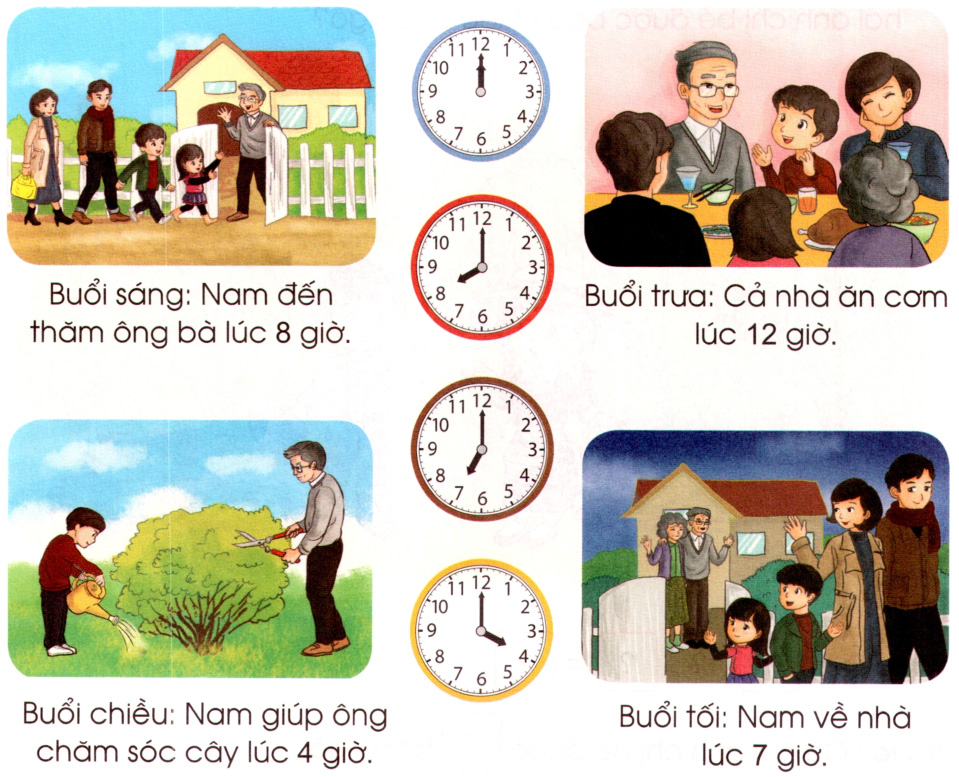 Buổi sáng: Nam đến
thăm ông bà lúc 8 giờ.
11 12 1
10 2
9 3
8 4
7 6 5
Buổi trưa: Cả nhà ăn cơm
lúc 12 giờ.
11 12 1
10 2
9 3
8 4
7 6 5
11 12 1
10 2
9 3
8 4
7 6 5
Buổi chiều: Nam giúp ông
chăm sóc cây lúc 4 giờ.
11 12 1
10 2
9 3
8 4
7 6 5
Buổi tối: Nam về nhà
lúc 7 giờ.